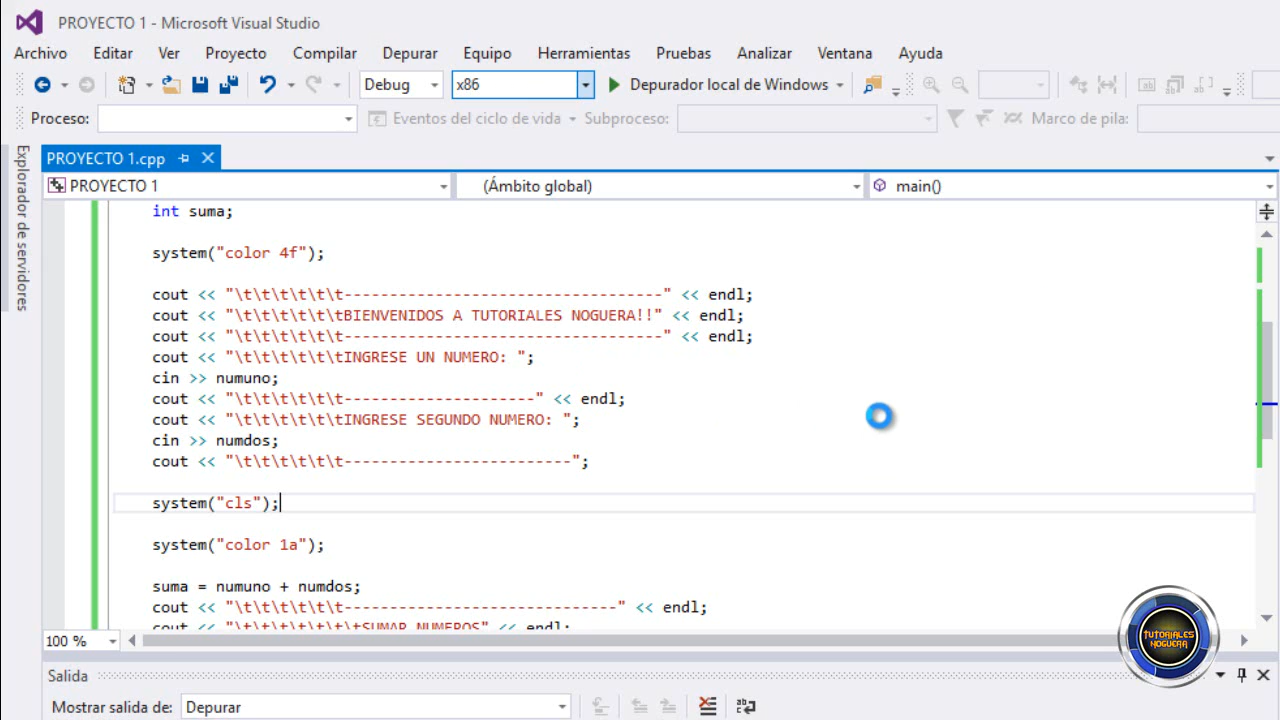 PROYECTO 1 - Microsoft Visual Studio
Archivo Editar Ver Proyecto Compilar Depurar Equipo Herramientas Pruebas Analizar Ventana Ayuda
Debug x86 Depurador local de Windows
Proceso: Eventos del ciclo de vida Subproceso: Marco de pila:
Explorador de servidores
PROYECTO 1.cpp
PROYECTO 1 (Ámbito global) main()
int suma;
system("color 4f");
cout << "\t\t\t\t\t\t-----------------------------------" << endl;
cout << "\t\t\t\t\t\tBIENVENIDOS A TUTORIALES NOGUERA!!" << endl;
cout << "\t\t\t\t\t\t-----------------------------------" << endl;
cout << "\t\t\t\t\t\tINGRESE UN NUMERO: ";
cin >> numuno;
cout << "\t\t\t\t\t\t---------------------" << endl;
cout << "\t\t\t\t\t\tINGRESE SEGUNDO NUMERO: ";
cin >> numdos;
cout << "\t\t\t\t\t\t-------------------------";
system("cls");
system("color 1a");
suma = numuno + numdos;
cout << "\t\t\t\t\t\t------------------------------" << endl;
cout << "\t\t\t\t\t\t\tSUMAR NUMEROS" << endl;
100 %
TUTORIALES
NOGUERA
Salida
Mostrar salida de: Depurar